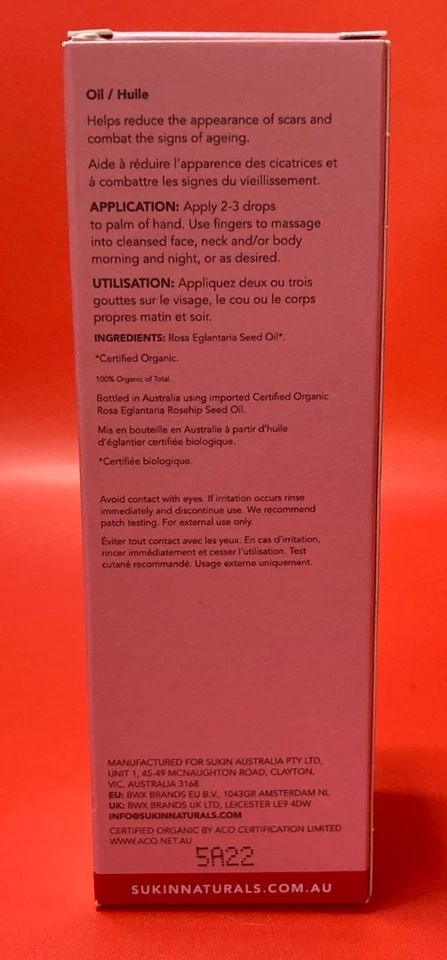 Oil / Huile
Helps reduce the appearance of scars and
combat the signs of ageing.
Aide à réduire l'apparence des cicatrices et
à combattre les signes du vieillissement.
APPLICATION: Apply 2-3 drops
to palm of hand. Use fingers to massage
into cleansed face, neck and/or body
morning and night, or as desired.
UTILISATION: Appliquez deux ou trois
gouttes sur le visage, le cou ou le corps
propres matin et soir.
INGREDIENTS: Rosa Eglantaria Seed Oil*.
*Certified Organic.
100% Organic of Total.
Bottled in Australia using imported Certified Organic
Rosa Eglantaria Rosehip Seed Oil.
Mis en bouteille en Australie à partir d'huile
d'églantier certifiée biologique.
*Certifiée biologique.
Avoid contact with eyes. If irritation occurs rinse
immediately and discontinue use. We recommend
patch testing. For external use only.
Éviter tout contact avec les yeux. En cas d'irritation,
rincer immédiatement et cesser l'utilisation. Test
cutané recommandé. Usage externe uniquement.
MANUFACTURED FOR SUKIN AUSTRALIA PTY LTD,
UNIT 1, 45-49 MCNAUGHTON ROAD, CLAYTON,
VIC, AUSTRALIA 3168
EU: BWX BRANDS EU B.V., 1043GR AMSTERDAM NL
UK: BWX BRANDS UK LTD, LEICESTER LE9 4DW
INFO@SUKINNATURALS.COM
CERTIFIED ORGANIC BY ACO CERTIFICATION LIMITED
WWW.ACO.NET.AU
5A22
SUKINNATURALS.COM.AU